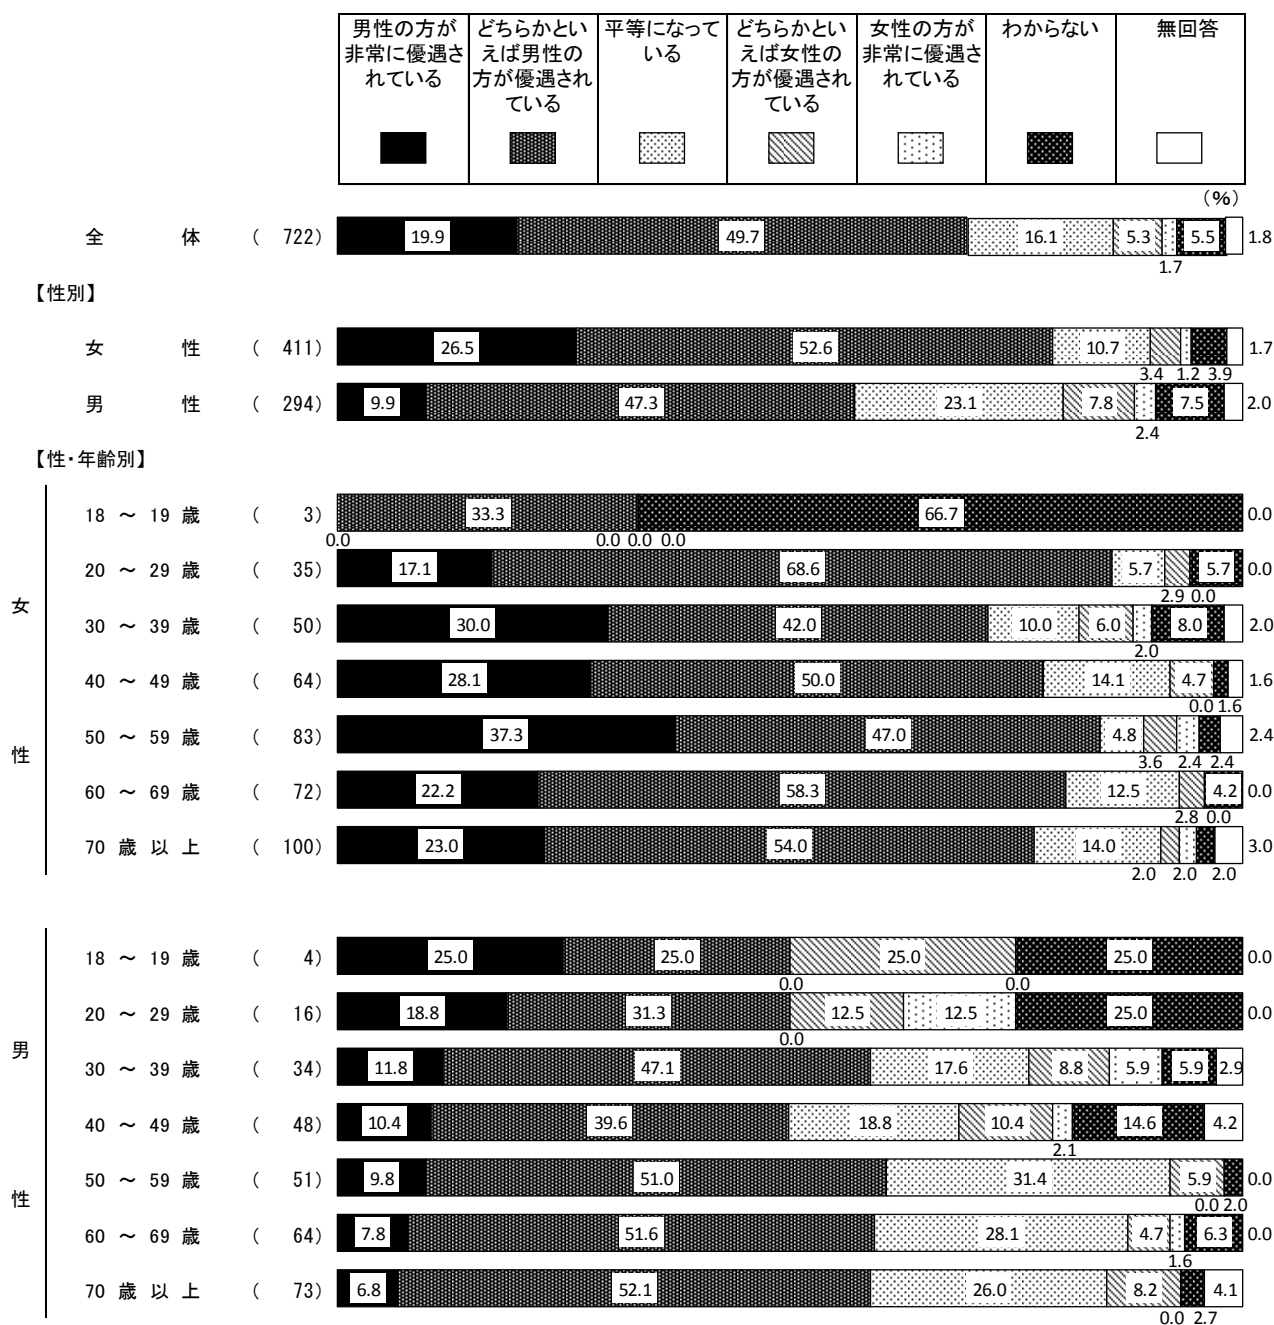 男性の方が
非常に優遇さ
れている
どちらかとい
えば男性の
方が優遇され
ている
平等になって
いる
どちらかとい
えば女性の
方が優遇され
ている
女性の方が
非常に優遇さ
れている
わからない
無回答
(%)
全 体 ( 722) 19.9 49.7 16.1 5.3 5.5 1.8
1.7
【性別】
女 性 ( 411) 26.5 52.6 10.7 1.7
3.4 1.2 3.9
男 性 ( 294) 9.9 47.3 23.1 7.8 7.5 2.0
2.4
【性・年齢別】
女性
18 ～ 19 歳 ( 3) 33.3 66.7 0.0
0.0 0.0 0.0 0.0
20 ～ 29 歳 ( 35) 17.1 68.6 5.7 5.7 0.0
2.9 0.0
30 ～ 39 歳 ( 50) 30.0 42.0 10.0 6.0 8.0 2.0
2.0
40 ～ 49 歳 ( 64) 28.1 50.0 14.1 4.7 1.6
0.0 1.6
50 ～ 59 歳 ( 83) 37.3 47.0 4.8 2.4
3.6 2.4 2.4
60 ～ 69 歳 ( 72) 22.2 58.3 12.5 4.2 0.0
2.8 0.0
70 歳 以 上 ( 100) 23.0 54.0 14.0 3.0
2.0 2.0 2.0
男性
18 ～ 19 歳 ( 4) 25.0 25.0 25.0 25.0 0.0
0.0 0.0
20 ～ 29 歳 ( 16) 18.8 31.3 12.5 12.5 25.0 0.0
0.0
30 ～ 39 歳 ( 34) 11.8 47.1 17.6 8.8 5.9 5.9 2.9
40 ～ 49 歳 ( 48) 10.4 39.6 18.8 10.4 14.6 4.2
2.1
50 ～ 59 歳 ( 51) 9.8 51.0 31.4 5.9 0.0
0.0 2.0
60 ～ 69 歳 ( 64) 7.8 51.6 28.1 4.7 6.3 0.0
1.6
70 歳 以 上 ( 73) 6.8 52.1 26.0 8.2 4.1
0.0 2.7